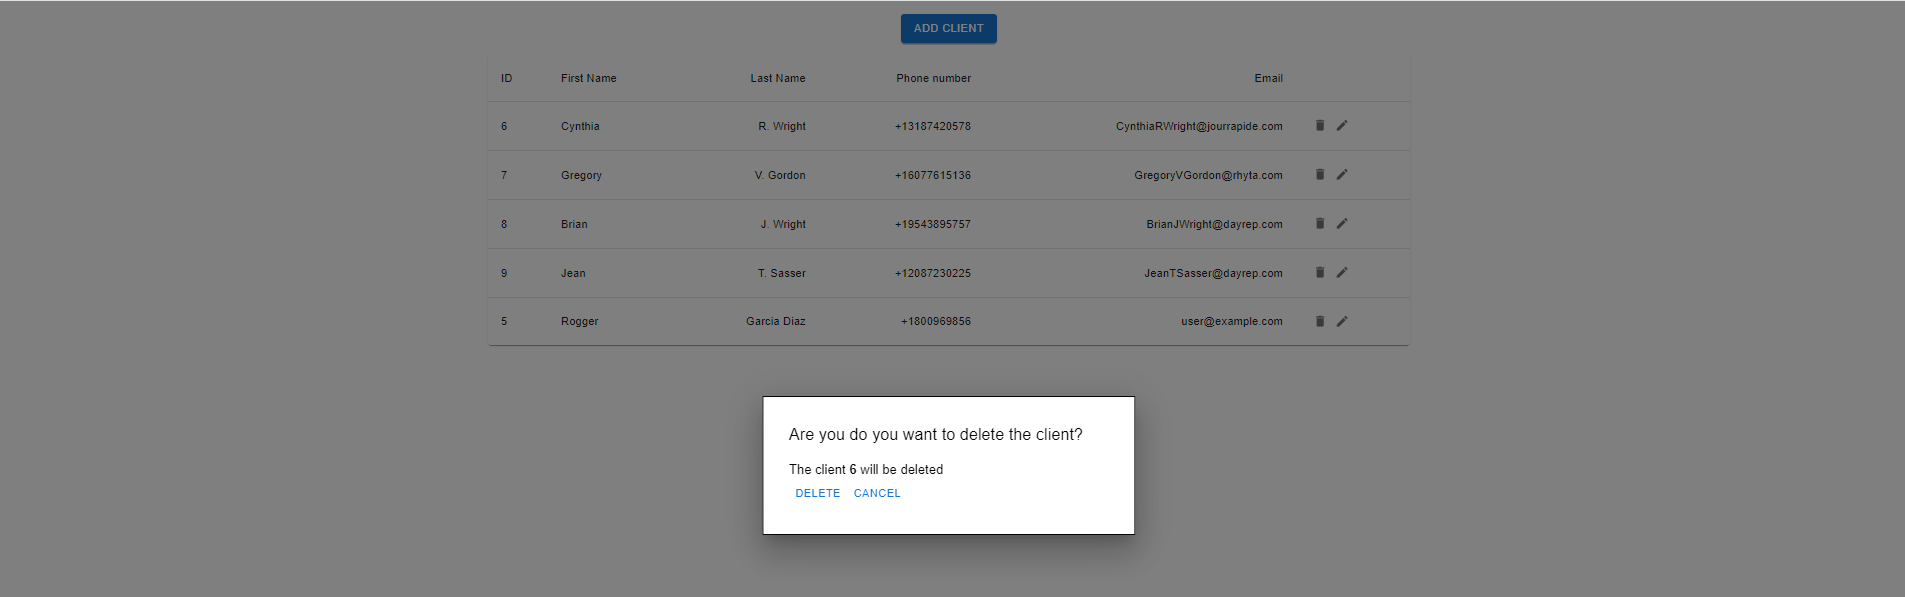 ADD CLIENT
ID First Name Last Name Phone number Email
6 Cynthia R. Wright +13187420578 CynthiaRWright@jourrapide.com
7 Gregory V. Gordon +16077615136 GregoryVGordon@rhyta.com
8 Brian J. Wright +19543895757 BrianJWright@dayrep.com
9 Jean T. Sasser +12087230225 JeanTSasser@dayrep.com
5 Rogger Garcia Diaz +1800969856 user@example.com
Are you do you want to delete the client?
The client 6 will be deleted
DELETE CANCEL